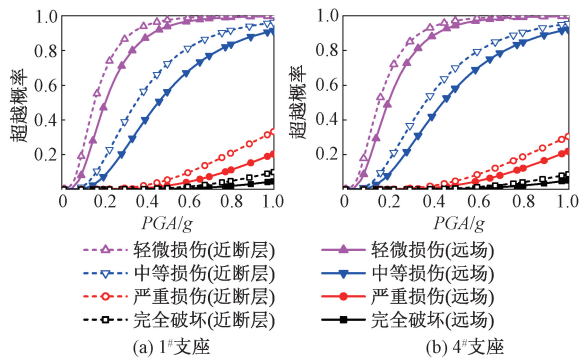 1.0
0.8
0.6
0.4
0.2
超越概率
0
0.2
0.4
0.6
0.8
1.0
PGA/g
1.0
0.8
0.6
0.4
0.2
超越概率
0
0.2
0.4
0.6
0.8
1.0
PGA/g
轻微损伤(近断层)
轻微损伤(远场)
中等损伤(近断层)
中等损伤(远场)
严重损伤(近断层)
严重损伤(远场)
完全破坏(近断层)
完全破坏(远场)
(a) 1#支座
(b) 4#支座